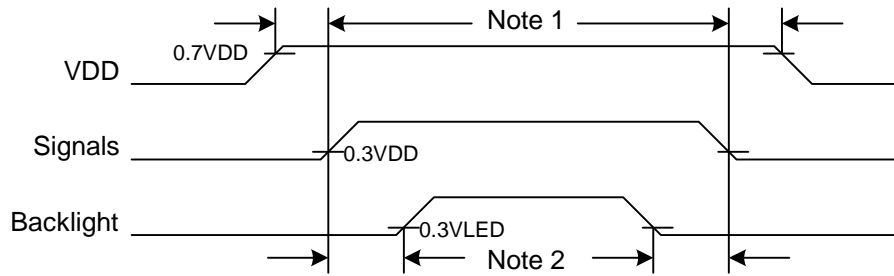 Note 1
0.7VDD
VDD
Signals
0.3VDD
Backlight
0.3VLED
Note 2